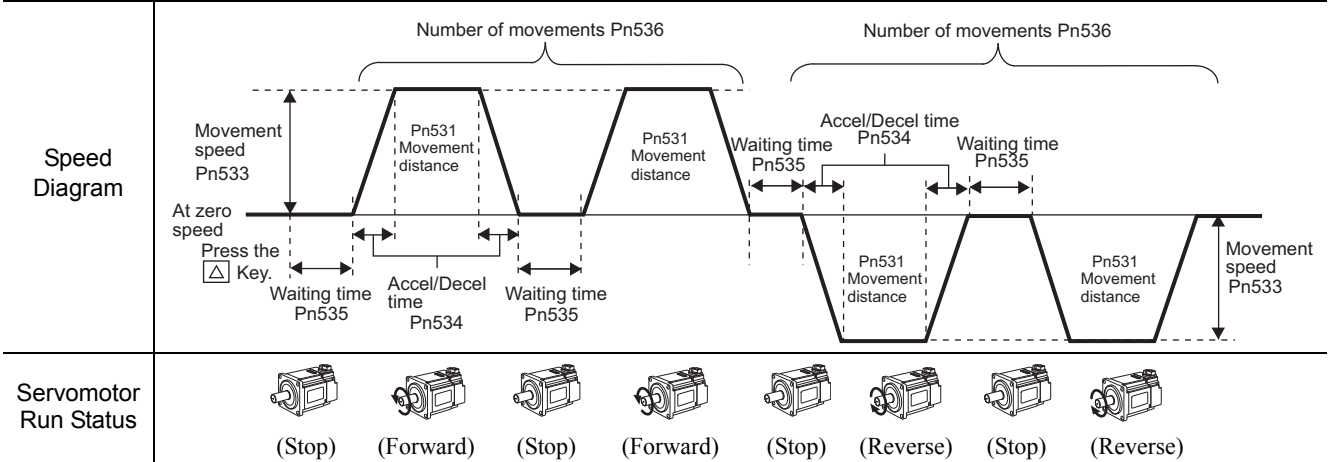 Speed
Diagram
Number of movements Pn536
Number of movements Pn536
Movement
speed
Pn533
Pn531
Movement
distance
Pn531
Movement
distance
Waiting time
Pn535
Accel/Decel time
Pn534
Waiting time
Pn535
At zero
speed
Press the
△ Key.
Waiting time
Pn535
Accel/Decel
time
Pn534
Waiting time
Pn535
Pn531
Movement
distance
Pn531
Movement
distance
Movement
speed
Pn533
Servomotor
Run Status
(Stop) (Forward) (Stop) (Forward) (Stop) (Reverse) (Stop) (Reverse)